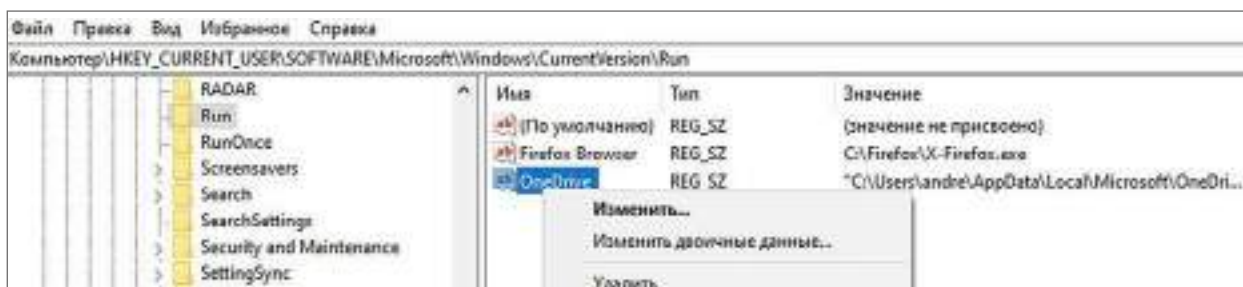 Файл Правка Вид Избранное Справка
Компьютер\HKEY_CURRENT_USER\SOFTWARE\Microsoft\Windows\CurrentVersion\Run
RADAR
Run
RunOnce
Screensavers
Search
SearchSettings
Security and Maintenance
SettingSync
Имя Тип Значение
(По умолчанию) REG_SZ (значение не присвоено)
Firefox Browser REG_SZ C:\Firefox\X-Firefox.exe
OneDrive REG_SZ "C:\Users\andre\AppData\Local\Microsoft\OneDri...
Изменить...
Изменить двоичные данные...
Удалить